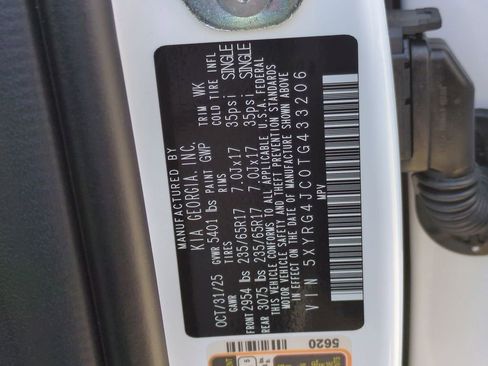 MANUFACTURED BY
KIA GEORGIA, INC.
OCT/31/25 GVWR 5401 lbs PAINT GWP TRIM WK
GAWR TIRES RIMS COLD TIRE INFL
FRONT 2954 lbs 235/65R17 7.0JX17 35psi SINGLE
REAR 3075 lbs 235/65R17 7.0JX17 35psi SINGLE
THIS VEHICLE CONFORMS TO ALL APPLICABLE U.S.A. FEDERAL
MOTOR VEHICLE SAFETY AND THEFT PREVENTION STANDARDS
IN EFFECT ON THE DATE OF MANUFACTURE SHOWN ABOVE
VIN 5XYRG4JC0TG433206
MPV
5620